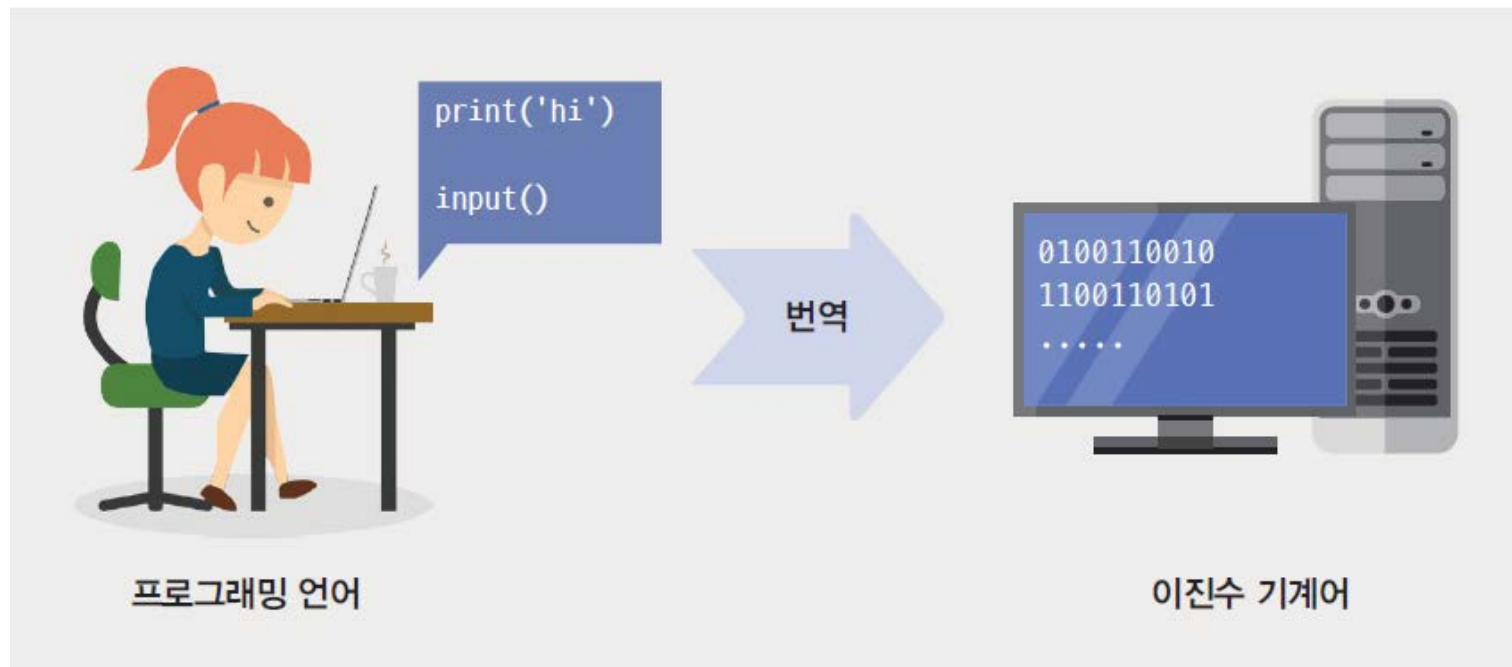 print('hi')
input()
번역
0100110010
1100110101
.....
프로그래밍 언어
이진수 기계어